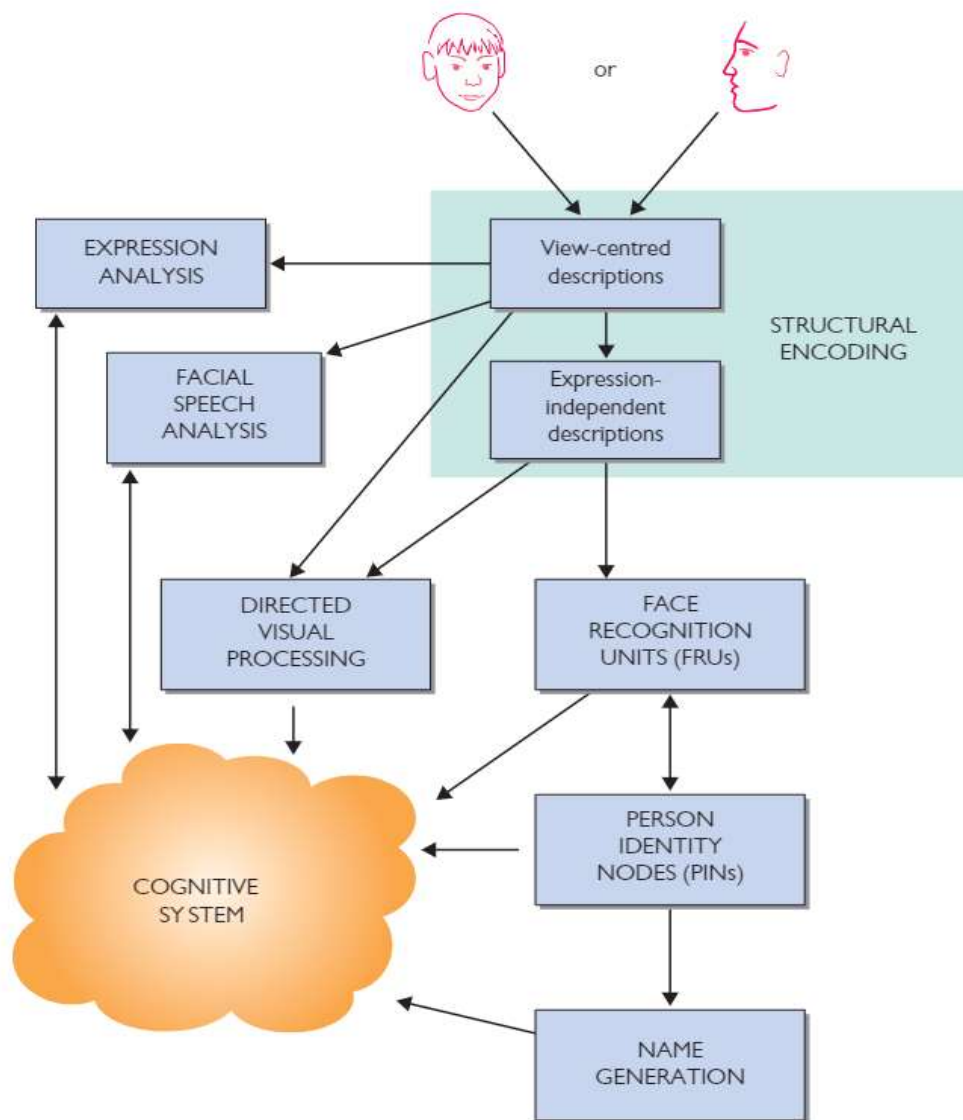 or
View-centred
descriptions
EXPRESSION
ANALYSIS
STRUCTURAL
ENCODING
FACIAL
SPEECH
ANALYSIS
Expression-
independent
descriptions
DIRECTED
VISUAL
PROCESSING
FACE
RECOGNITION
UNITS (FRUs)
PERSON
IDENTITY
NODES (PINs)
COGNITIVE
SYSTEM
NAME
GENERATION